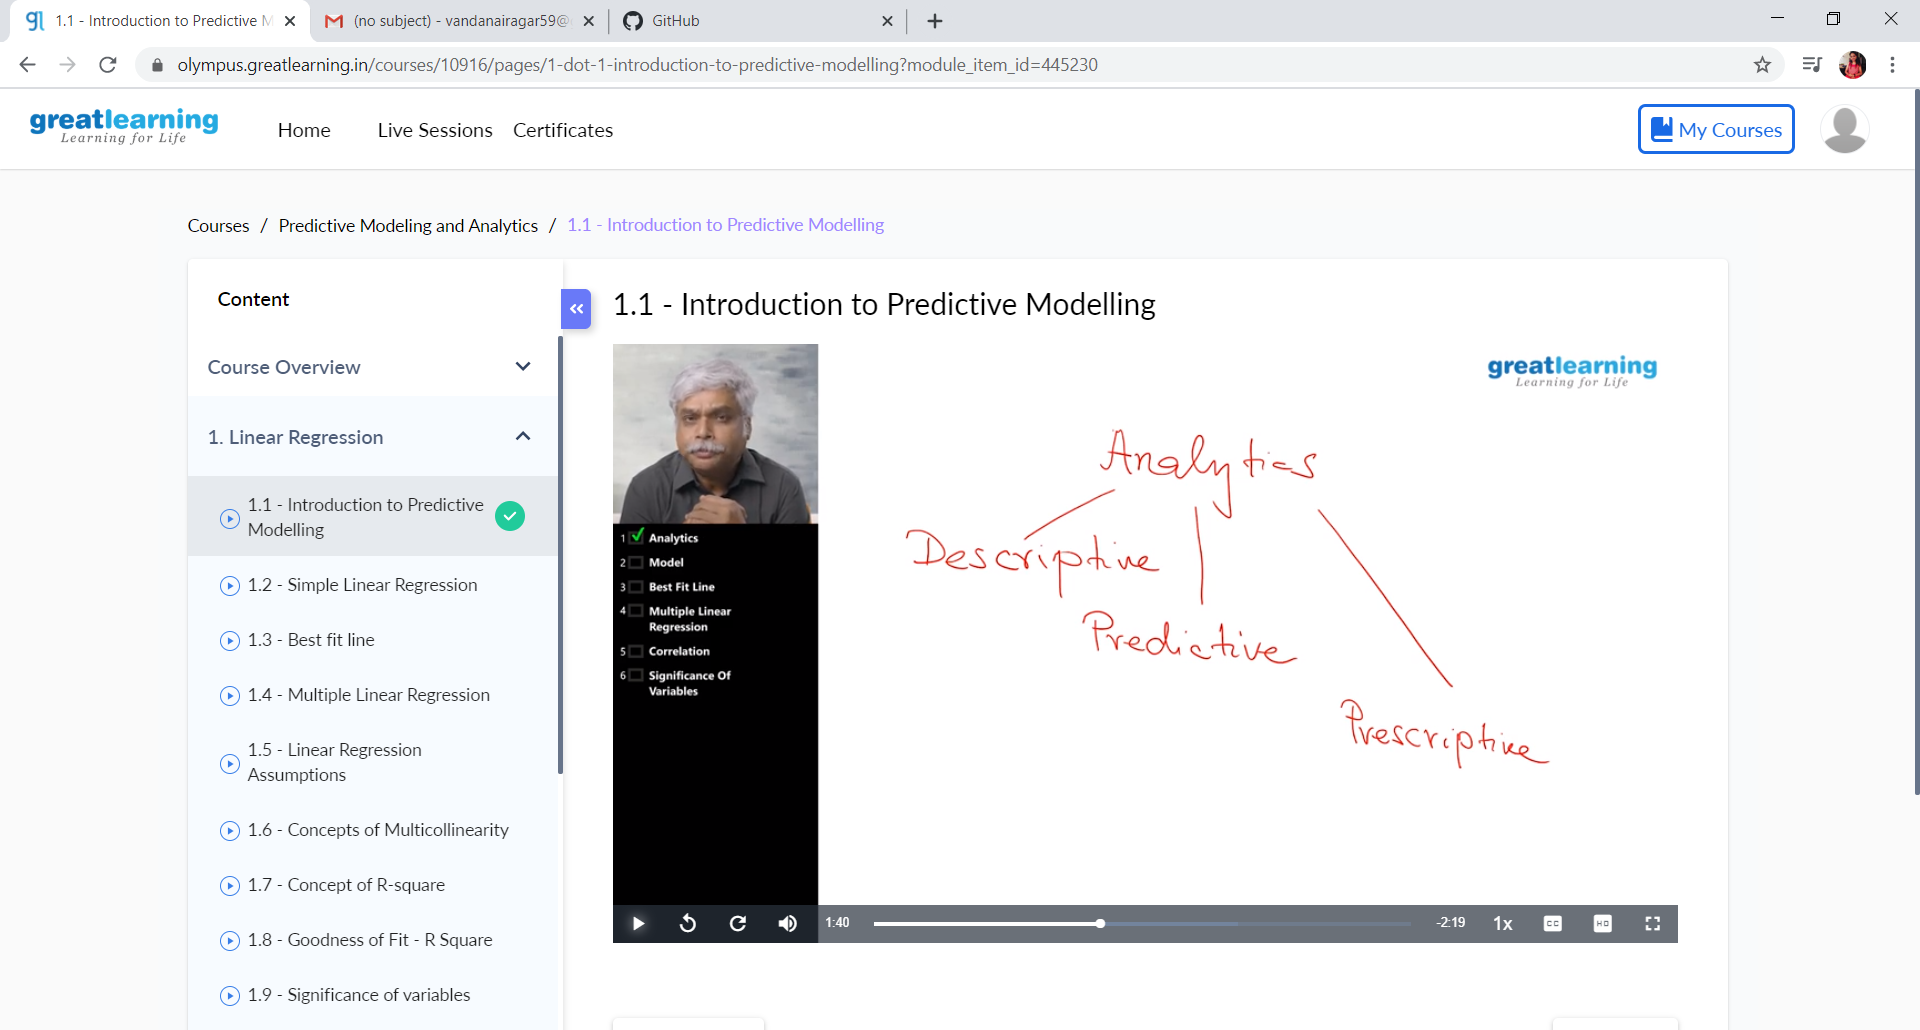 1.1 - Introduction to Predictive M
(no subject) - vandanairagar59@
GitHub
olympus.greatlearning.in/courses/10916/pages/1-dot-1-introduction-to-predictive-modelling?module_item_id=445230
greatlearning
Learning for Life
Home
Live Sessions
Certificates
My Courses
Courses / Predictive Modeling and Analytics / 1.1 - Introduction to Predictive Modelling
Content
Course Overview
1. Linear Regression
1.1 - Introduction to Predictive
Modelling
1.2 - Simple Linear Regression
1.3 - Best fit line
1.4 - Multiple Linear Regression
1.5 - Linear Regression
Assumptions
1.6 - Concepts of Multicollinearity
1.7 - Concept of R-square
1.8 - Goodness of Fit - R Square
1.9 - Significance of variables
1.1 - Introduction to Predictive Modelling
greatlearning
Learning for Life
1 Analytics
2 Model
3 Best Fit Line
4 Multiple Linear
Regression
5 Correlation
6 Significance Of
Variables
Analytics
Descriptive
Predictive
Prescriptive
1:40
-2:19
1x
CC
HD